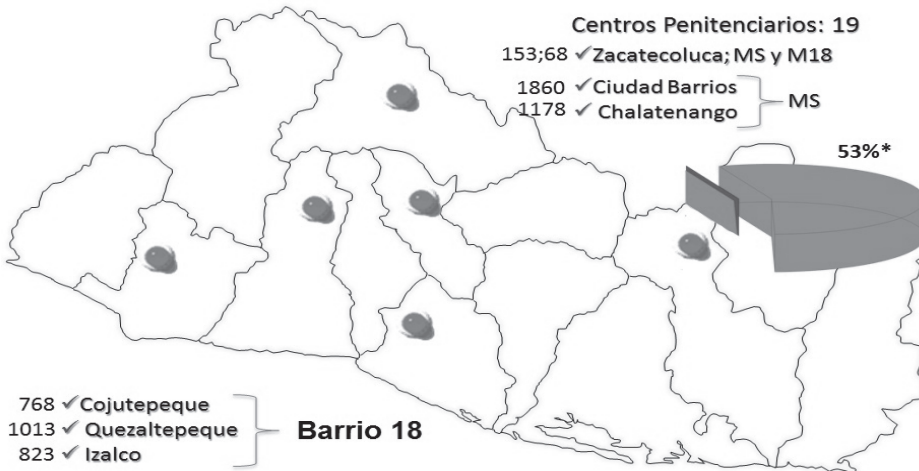 Centros Penitenciarios: 19
153;68 ✓Zacatecoluca; MS y M18
1860 ✓Ciudad Barrios
1178 ✓ Chalatenango
MS
53%*
768 ✓Cojutepeque
1013 ✓ Quezaltepeque
823 ✓ Izalco
Barrio 18